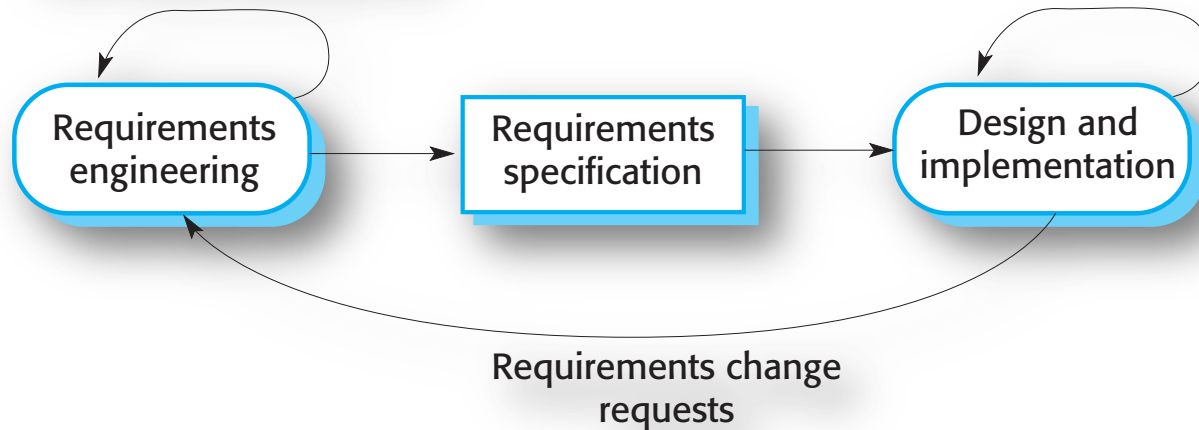 Requirements
engineering
Requirements
specification
Design and
implementation
Requirements change
requests